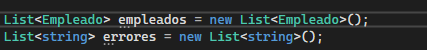 List<Empleado> empleados = new List<Empleado>();
List<string> errores = new List<string>();